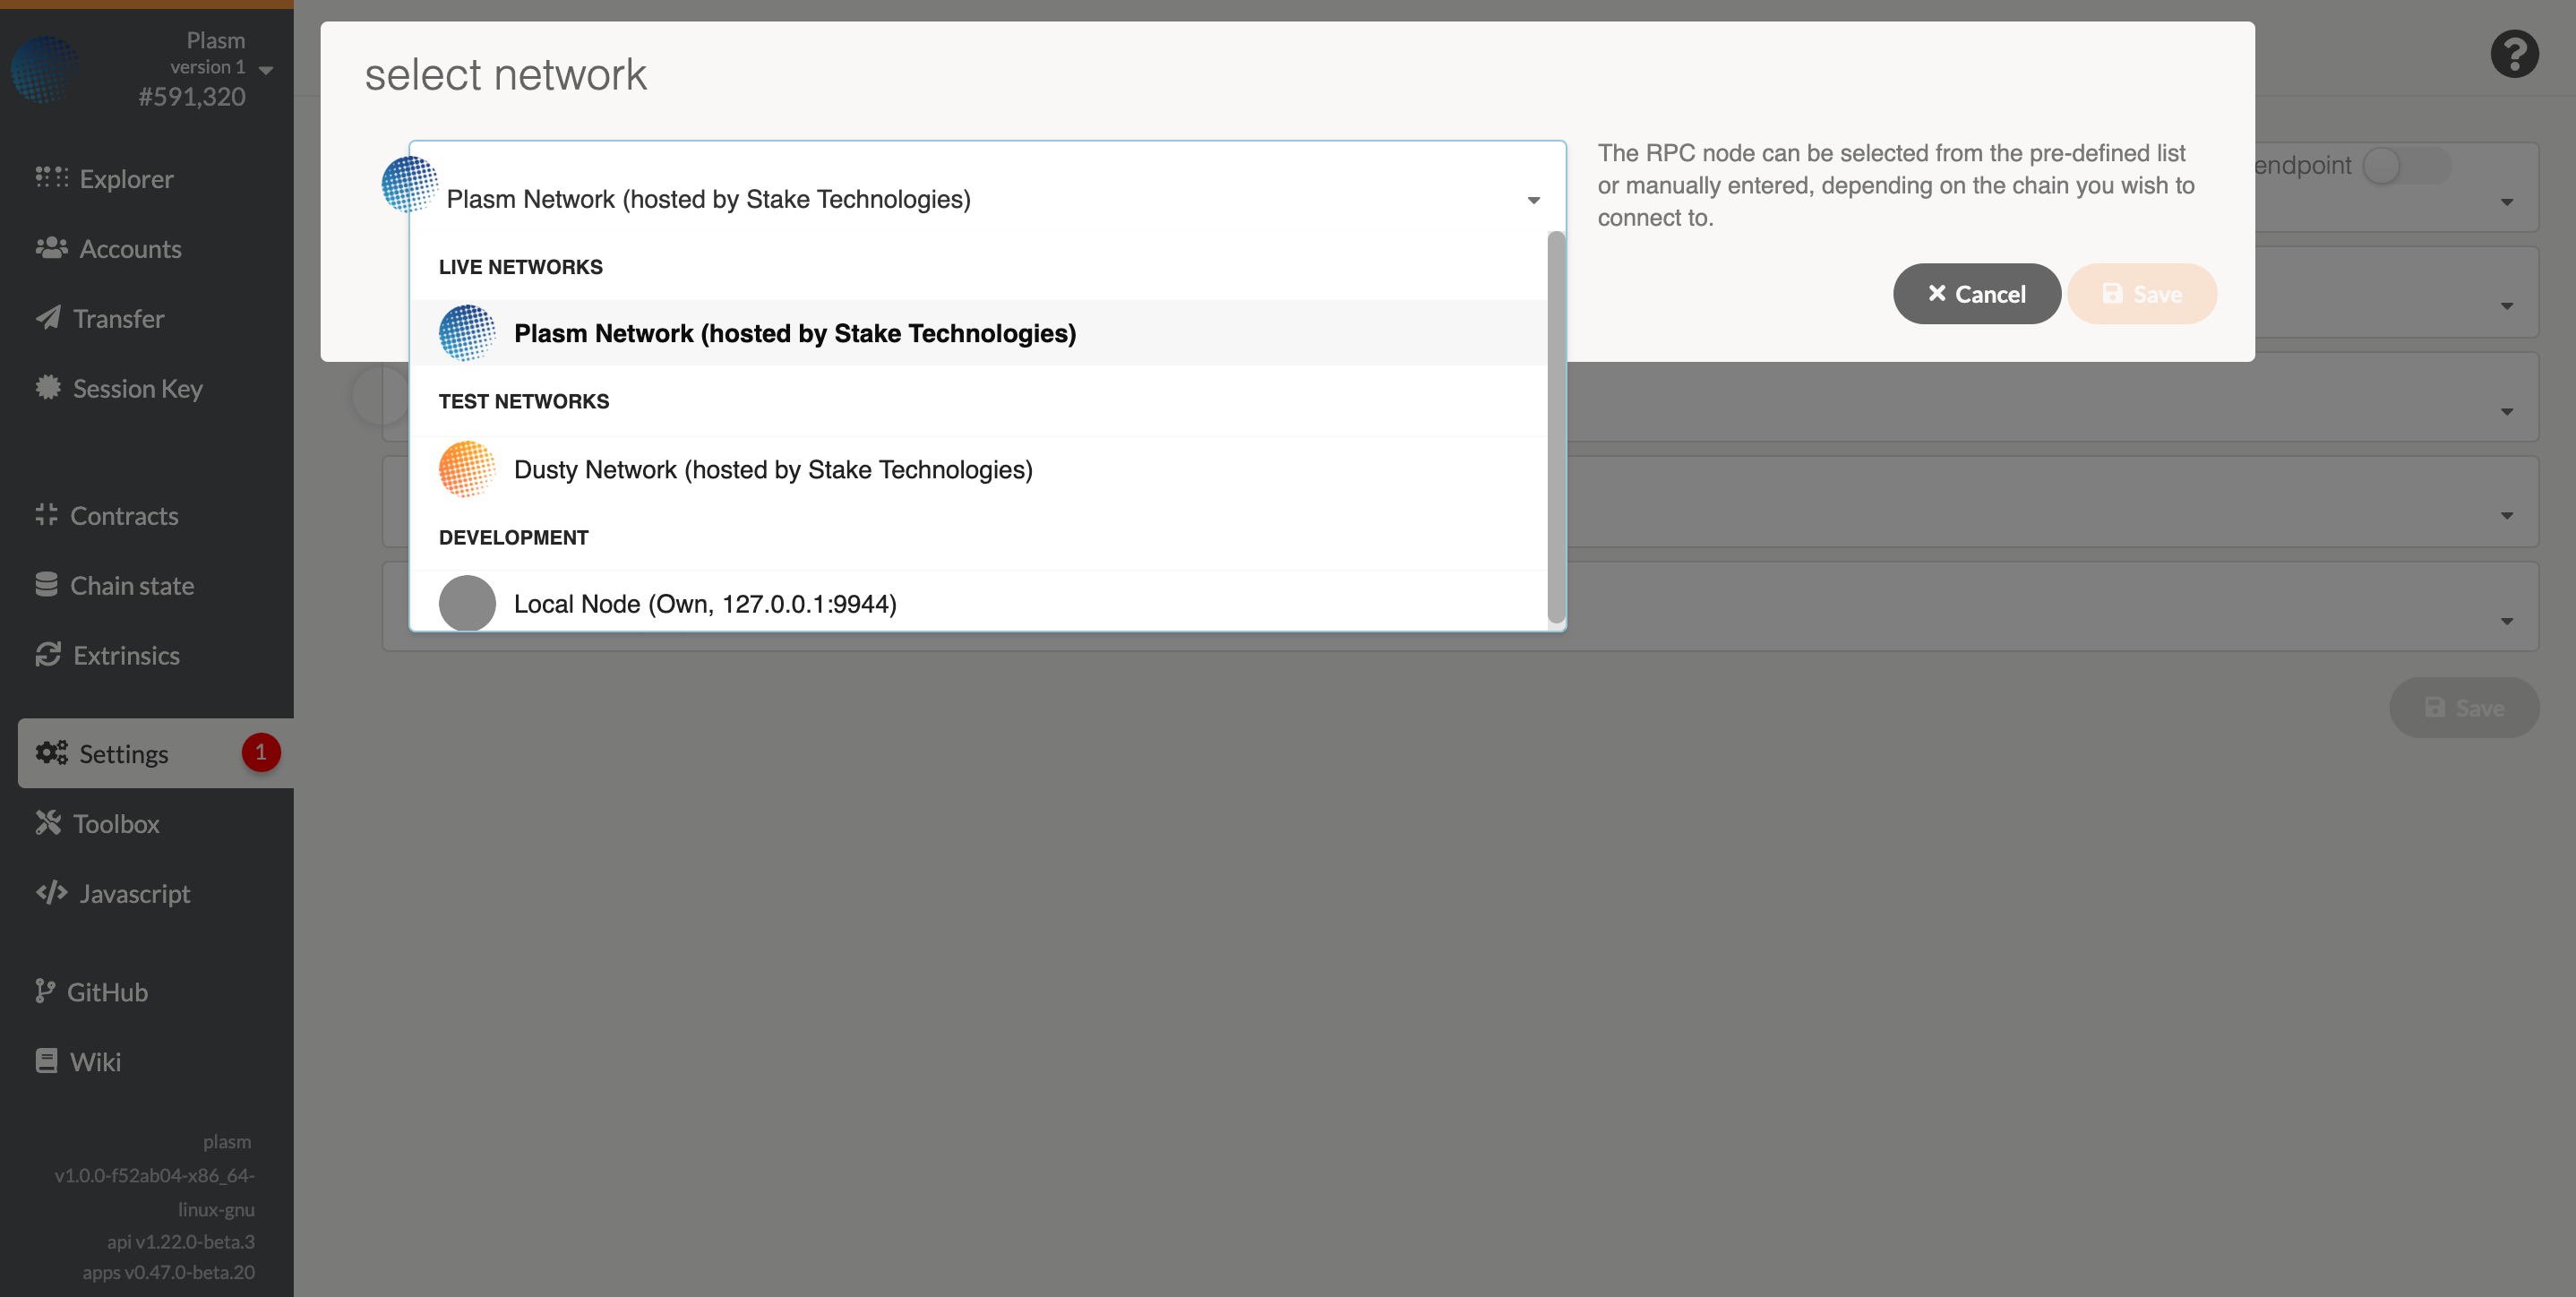 Plasm
version 1
#591,320
Explorer
Accounts
Transfer
Session Key
Contracts
Chain state
Extrinsics
Settings
1
Toolbox
Javascript
GitHub
Wiki
plasm
v1.0.0-f52ab04-x86_64-
linux-gnu
api v1.22.0-beta.3
apps v0.47.0-beta.20
select network
Plasm Network (hosted by Stake Technologies)
LIVE NETWORKS
Plasm Network (hosted by Stake Technologies)
TEST NETWORKS
Dusty Network (hosted by Stake Technologies)
DEVELOPMENT
Local Node (Own, 127.0.0.1:9944)
The RPC node can be selected from the pre-defined list
or manually entered, depending on the chain you wish to
connect to.
Cancel
Save
endpoint
Save